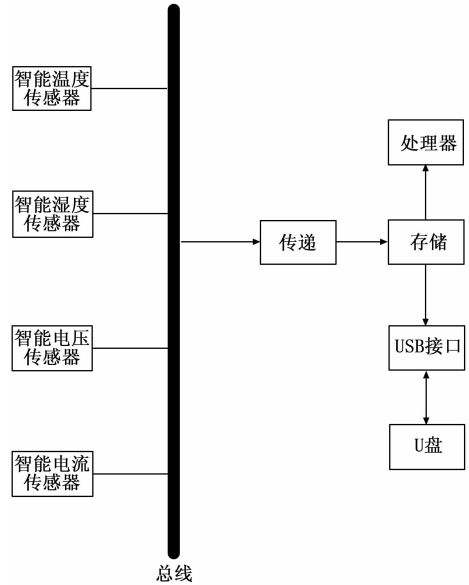 智能温度
传感器
智能湿度
传感器
智能电压
传感器
智能电流
传感器
总线
传递
处理器
存储
USB接口
U盘